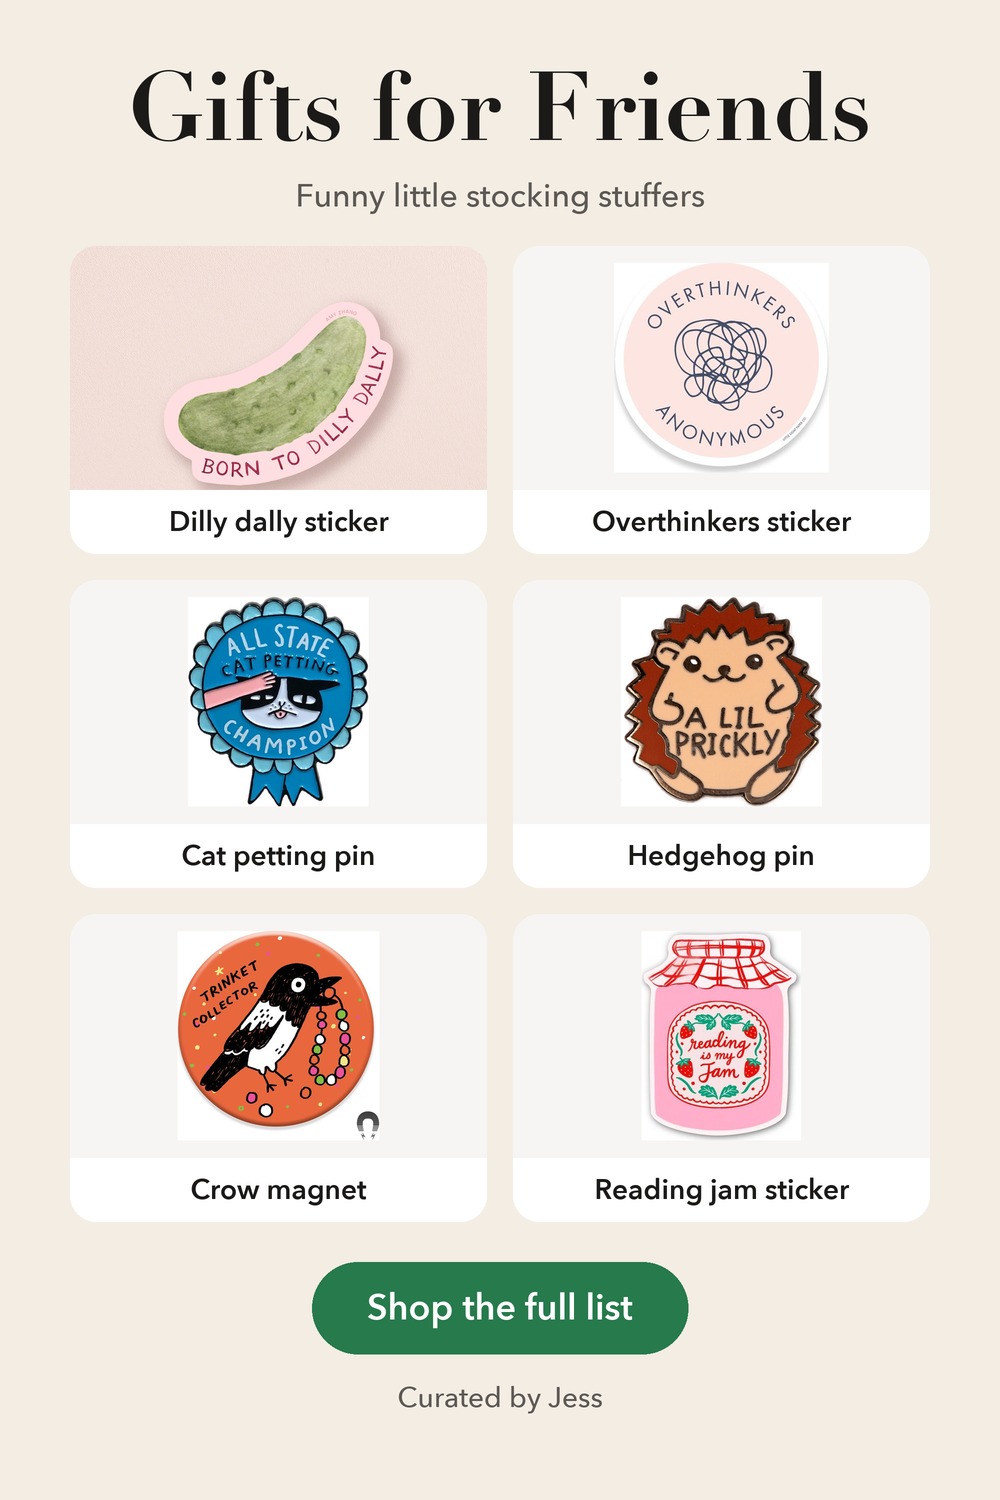 Gifts for Friends
Funny little stocking stuffers
AMY ZHANG
BORN TO DILLY DALLY
Dilly dally sticker
OVERTHINKERS
ANONYMOUS
Overthinkers sticker
ALL STATE
CAT PETTING
CHAMPION
Cat petting pin
A LIL
PRICKLY
Hedgehog pin
TRINKET
COLLECTOR
Crow magnet
reading
is my
Jam
Reading jam sticker
Shop the full list
Curated by Jess